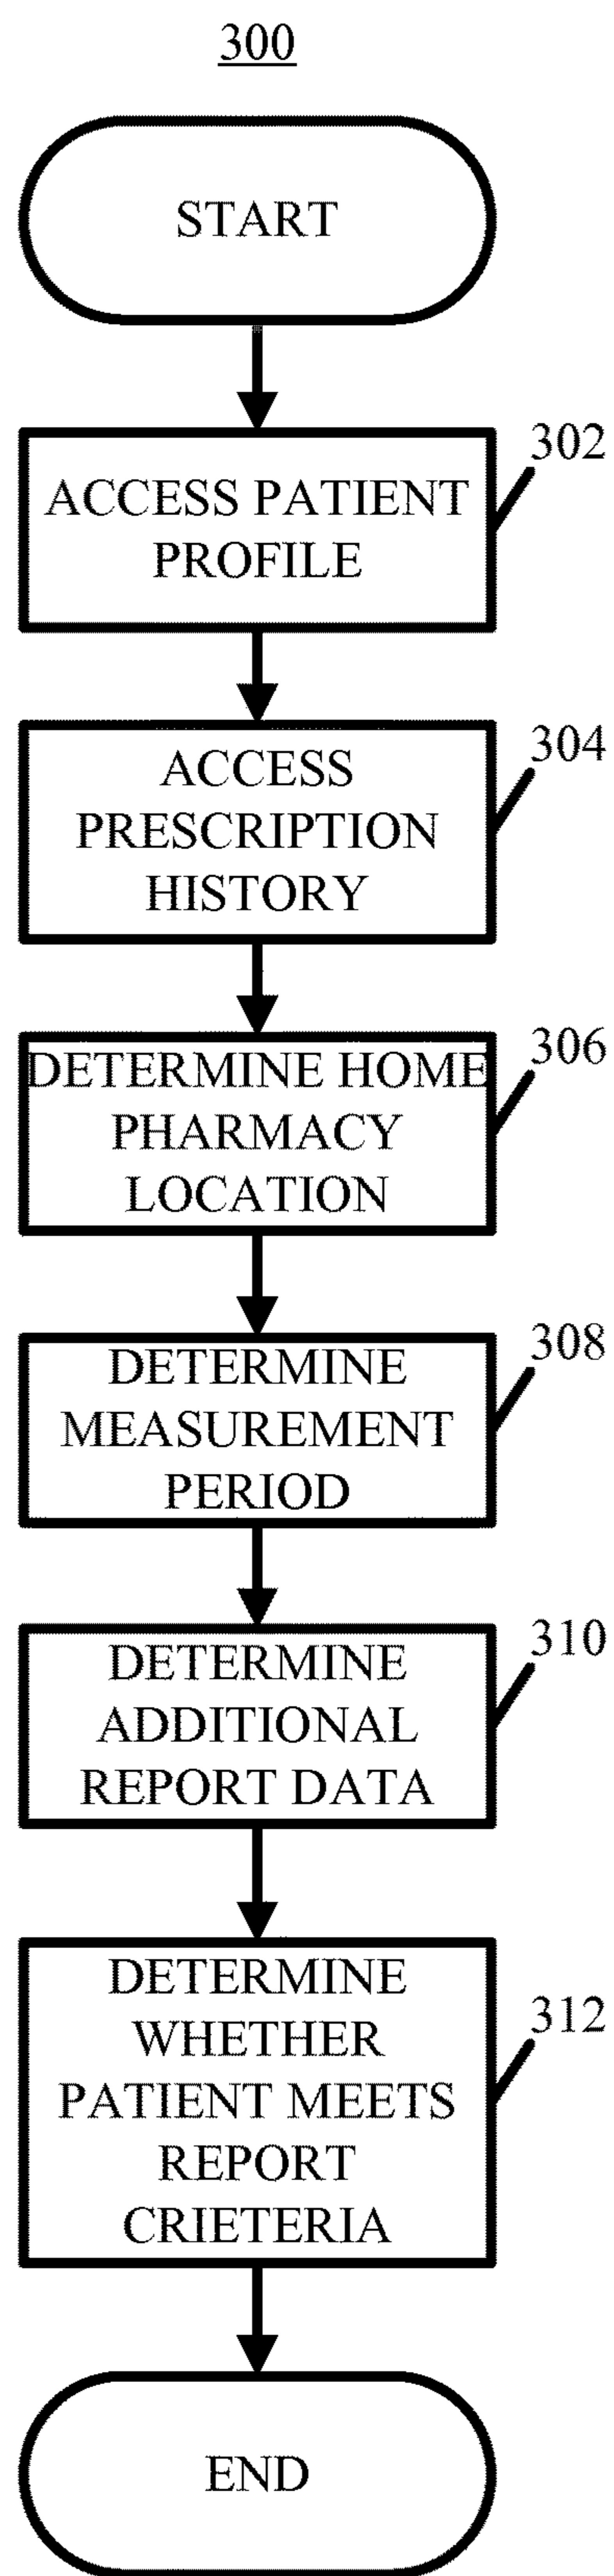 300
START
302
ACCESS PATIENT
PROFILE
304
ACCESS
PRESCRIPTION
HISTORY
306
DETERMINE HOME
PHARMACY
LOCATION
308
DETERMINE
MEASUREMENT
PERIOD
310
DETERMINE
ADDITIONAL
REPORT DATA
312
DETERMINE
WHETHER
PATIENT MEETS
REPORT
CRIETERIA
END